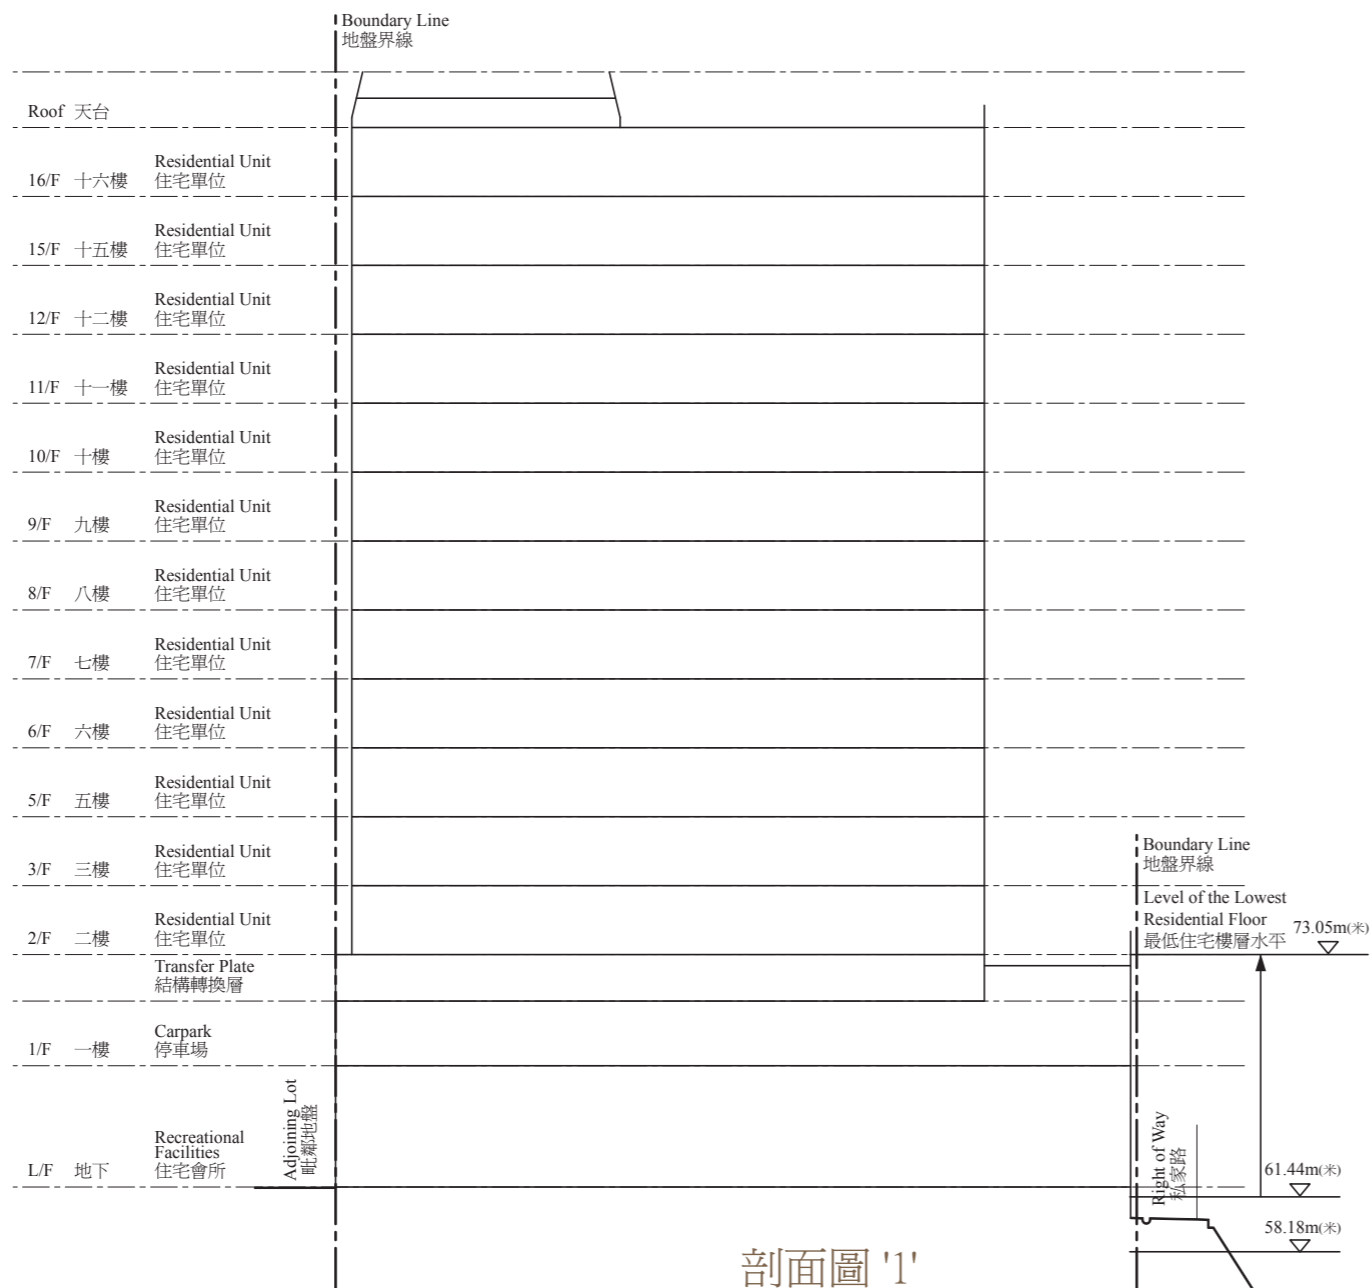 Boundary Line
地盤界線
Roof 天台
Residential Unit
16/F 十六樓 住宅單位
Residential Unit
15/F 十五樓 住宅單位
Residential Unit
12/F 十二樓 住宅單位
Residential Unit
11/F 十一樓 住宅單位
Residential Unit
10/F 十樓 住宅單位
Residential Unit
9/F 九樓 住宅單位
Residential Unit
8/F 八樓 住宅單位
Residential Unit
7/F 七樓 住宅單位
Residential Unit
6/F 六樓 住宅單位
Residential Unit
5/F 五樓 住宅單位
Residential Unit
3/F 三樓 住宅單位
Residential Unit
2/F 二樓 住宅單位
Transfer Plate
結構轉換層
Carpark
1/F 一樓 停車場
Recreational
Facilities
L/F 地下 住宅會所
Adjoining Lot
毗鄰地盤
Boundary Line
地盤界線
Level of the Lowest
Residential Floor
最低住宅樓層水平
73.05m(米)
Right of Way
私家路
61.44m(米)
58.18m(米)
剖面圖 '1'